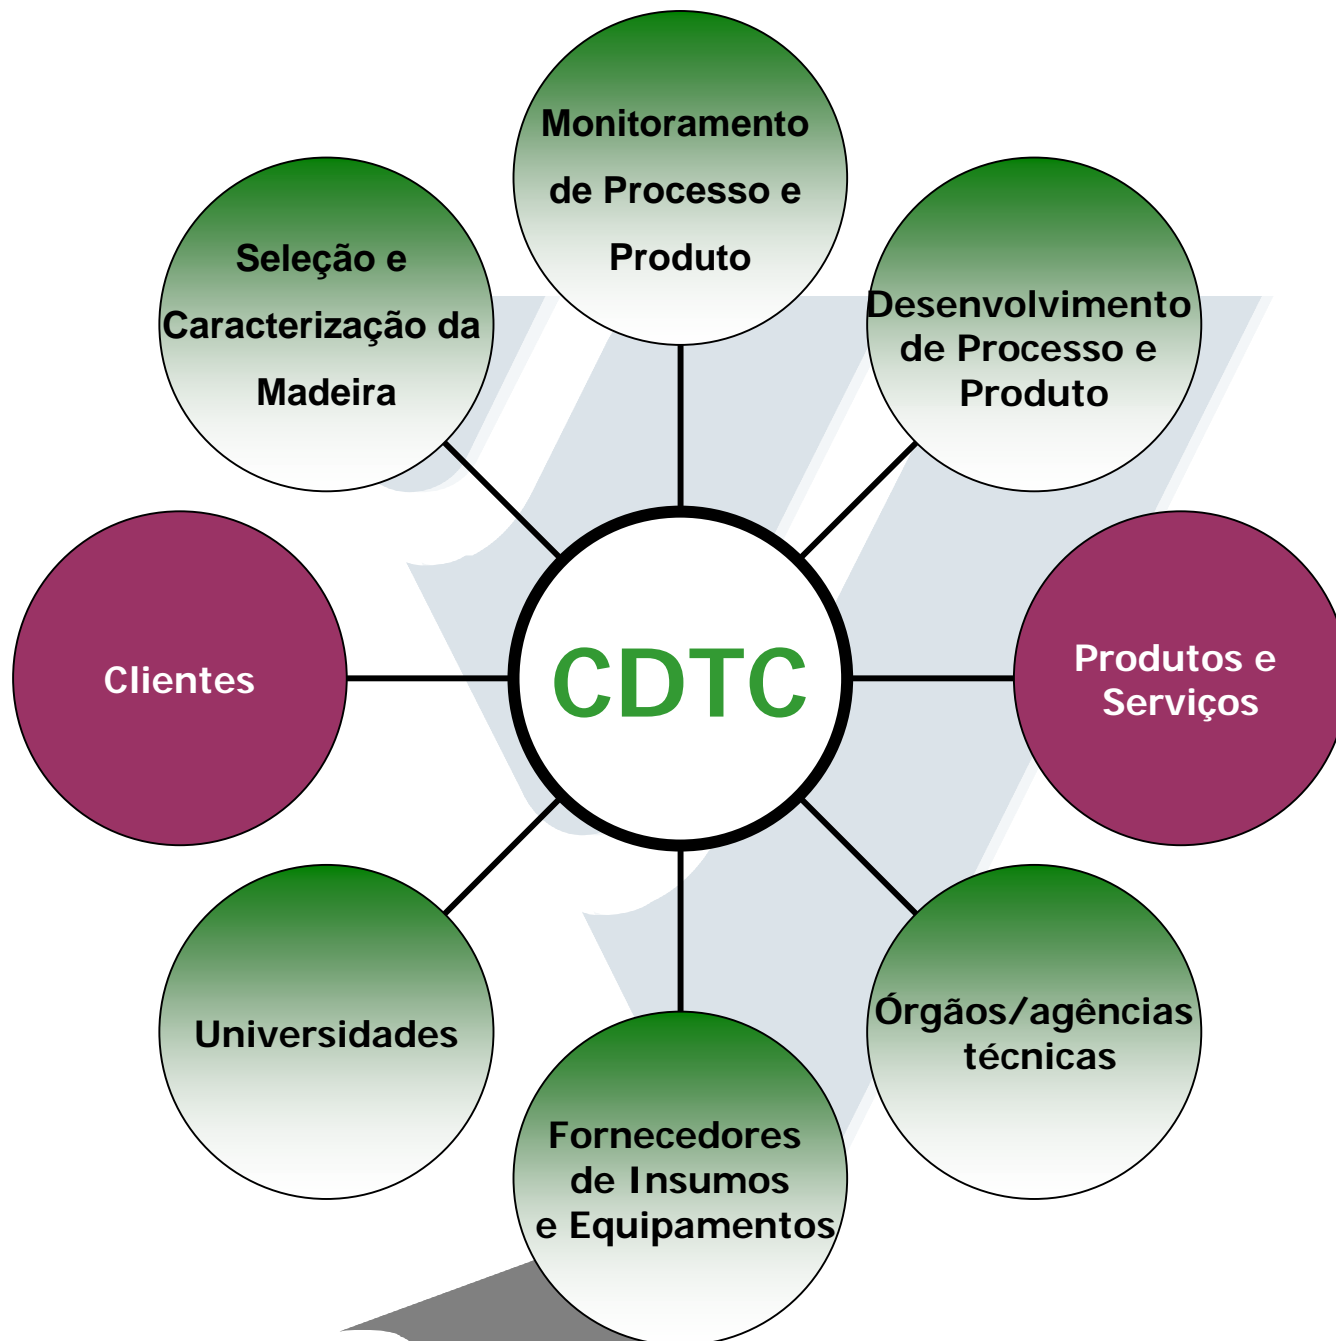 Monitoramento
de Processo e
Produto
Seleção e
Caracterização da
Madeira
Desenvolvimento
de Processo e
Produto
Clientes
CDTC
Produtos e
Serviços
Universidades
Órgãos/agências
técnicas
Fornecedores
de Insumos
e Equipamentos